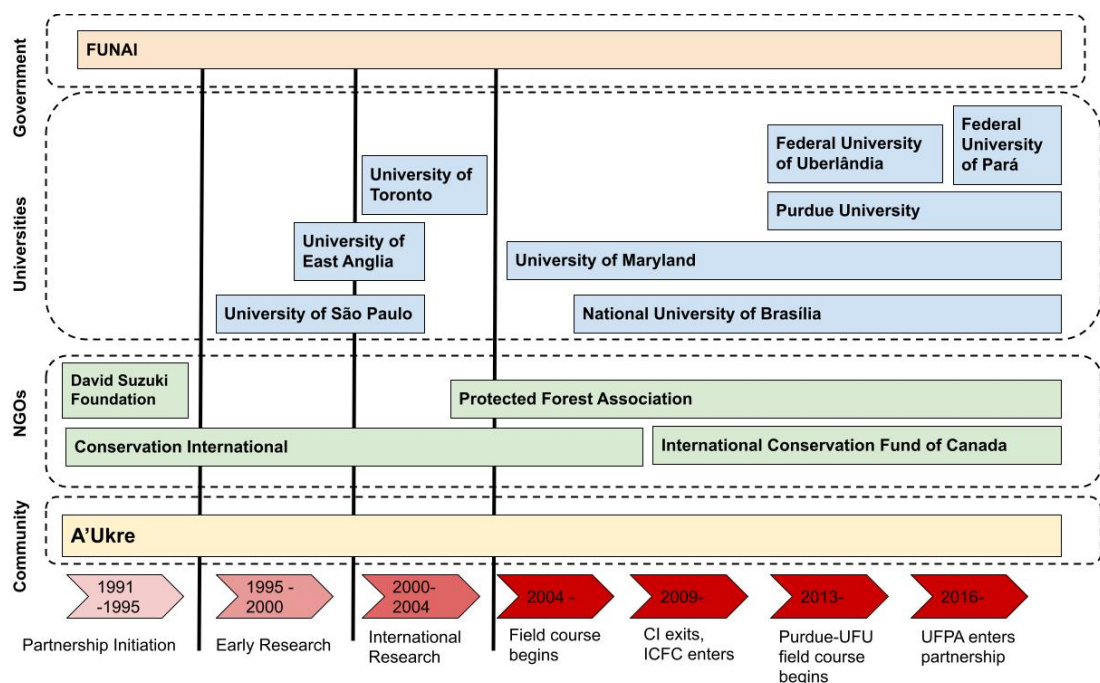 Government
FUNAI
Universities
Federal University
of Uberlândia
Federal
University
of Pará
University of
Toronto
Purdue University
University of
East Anglia
University of Maryland
University of São Paulo
National University of Brasília
NGOs
David Suzuki
Foundation
Protected Forest Association
Conservation International
International Conservation Fund of Canada
Community
A'Ukre
1991
-1995
1995 -
2000
2000-
2004
2004 -
2009-
2013-
2016-
Partnership Initiation
Early Research
International
Research
Field course
begins
CI exits,
ICFC enters
Purdue-UFU
field course
begins
UFPA enters
partnership